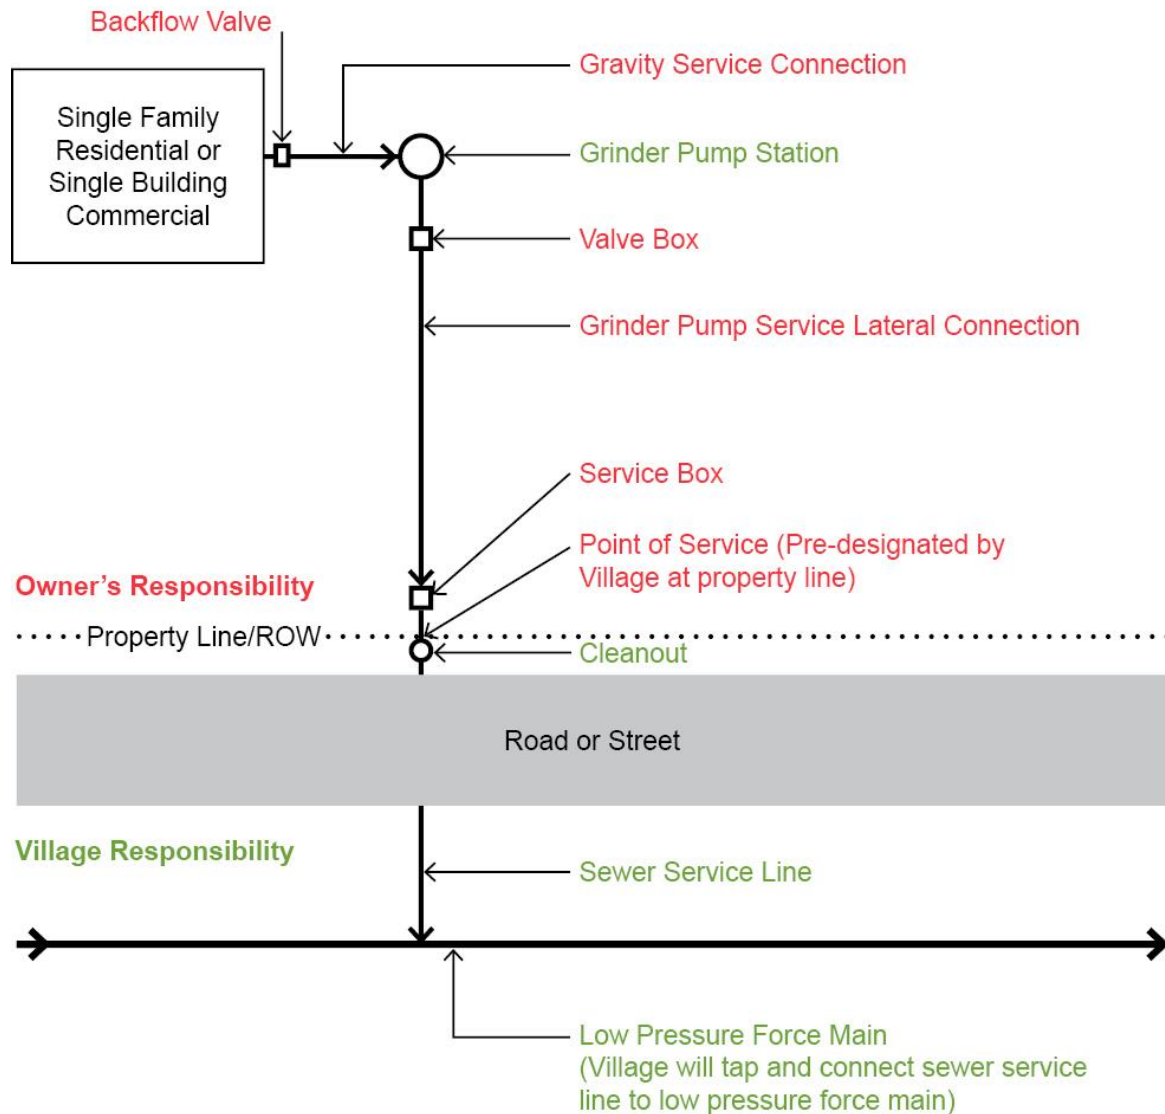 Backflow Valve
Gravity Service Connection
Single Family
Residential or
Single Building
Commercial
Grinder Pump Station
Valve Box
Grinder Pump Service Lateral Connection
Service Box
Point of Service (Pre-designated by
Village at property line)
Owner’s Responsibility
Property Line/ROW
Cleanout
Road or Street
Village Responsibility
Sewer Service Line
Low Pressure Force Main
(Village will tap and connect sewer service
line to low pressure force main)